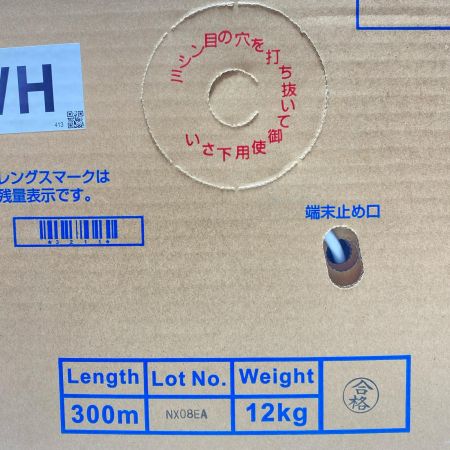 WH
413
ミシン目の穴を打ち抜いて御使用下さい
レングスマークは
残量表示です。
端末止め口
Length Lot No. Weight
300m NX08EA 12kg
合格